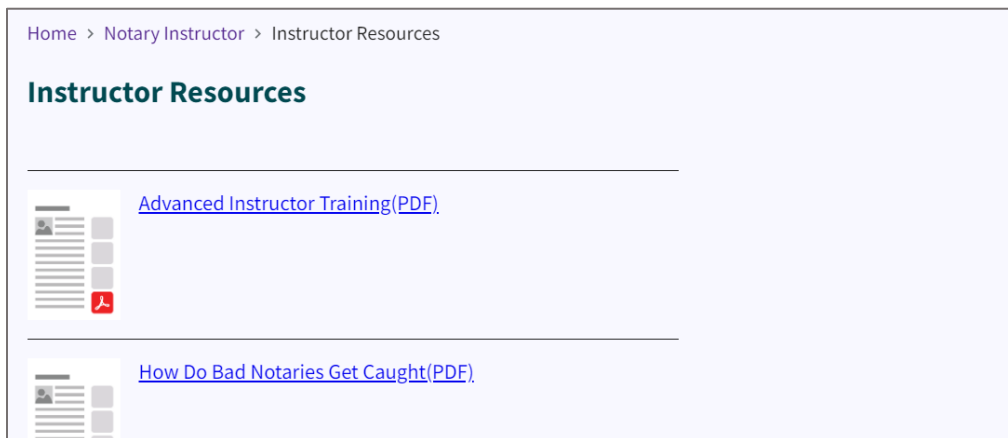 Home > Notary Instructor > Instructor Resources
Instructor Resources
Advanced Instructor Training(PDF)
How Do Bad Notaries Get Caught(PDF)